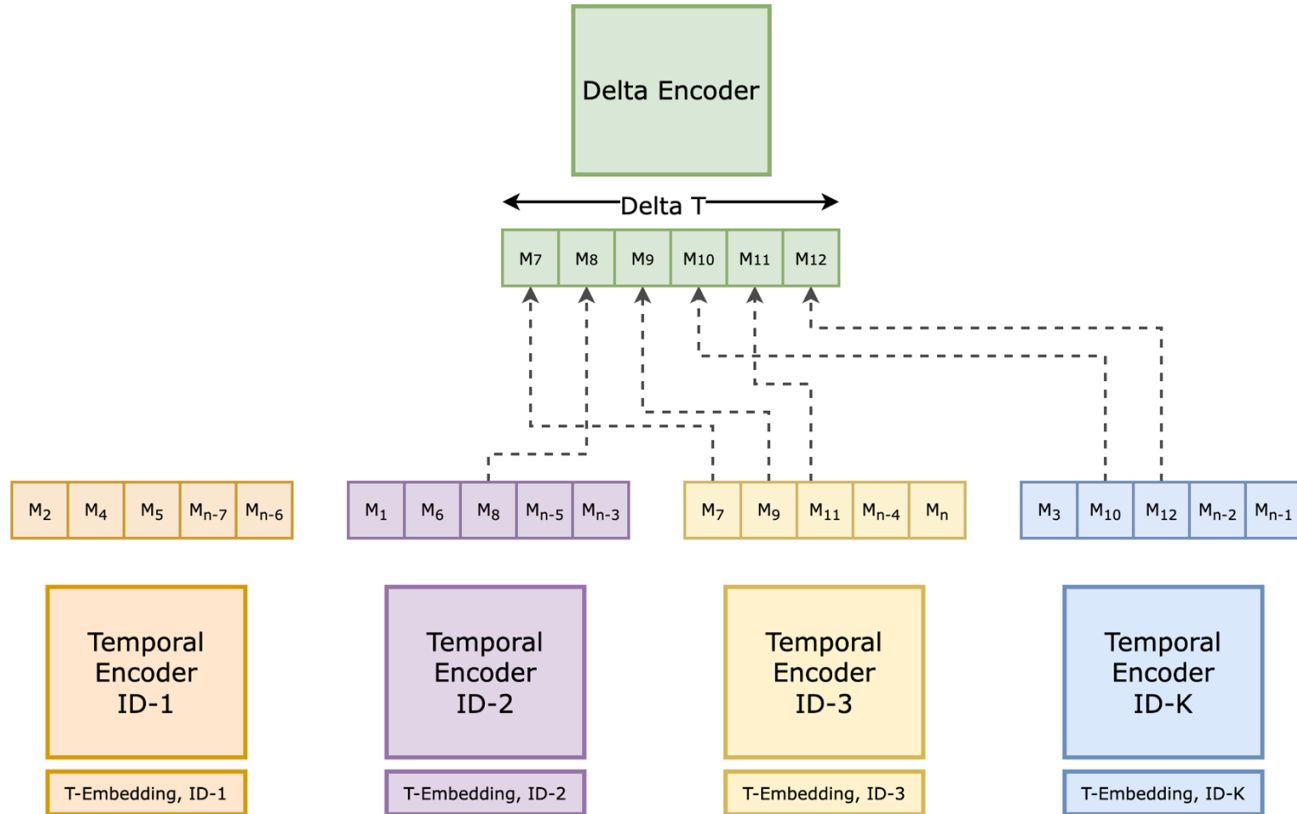 Delta Encoder
Delta T
M7 M8 M9 M10 M11 M12
M2 M4 M5 Mn-7 Mn-6 M1 M6 M8 Mn-5 Mn-3 M7 M9 M11 Mn-4 Mn M3 M10 M12 Mn-2 Mn-1
Temporal
Encoder
ID-1
Temporal
Encoder
ID-2
Temporal
Encoder
ID-3
Temporal
Encoder
ID-K
T-Embedding, ID-1
T-Embedding, ID-2
T-Embedding, ID-3
T-Embedding, ID-K